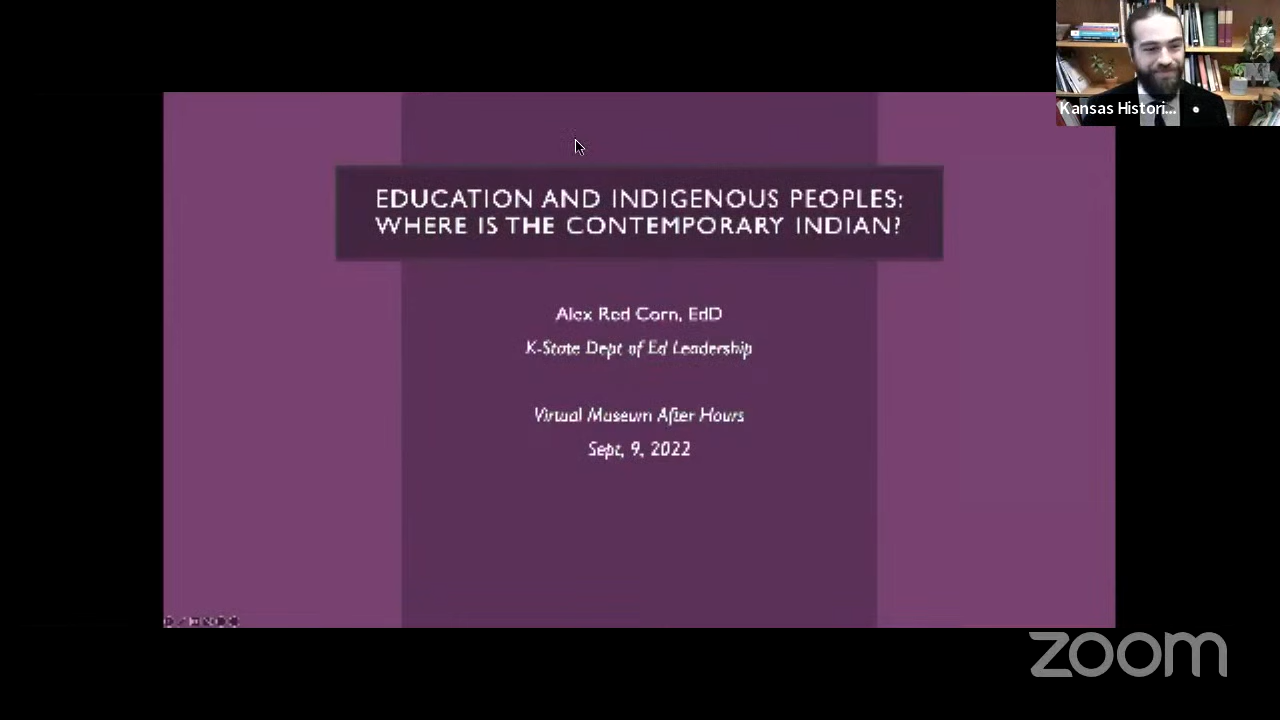 Kansas Histori...
EDUCATION AND INDIGENOUS PEOPLES:
WHERE IS THE CONTEMPORARY INDIAN?
Alex Red Corn, EdD
K-State Dept of Ed Leadership
Virtual Museum After Hours
Sept, 9, 2022
zoom